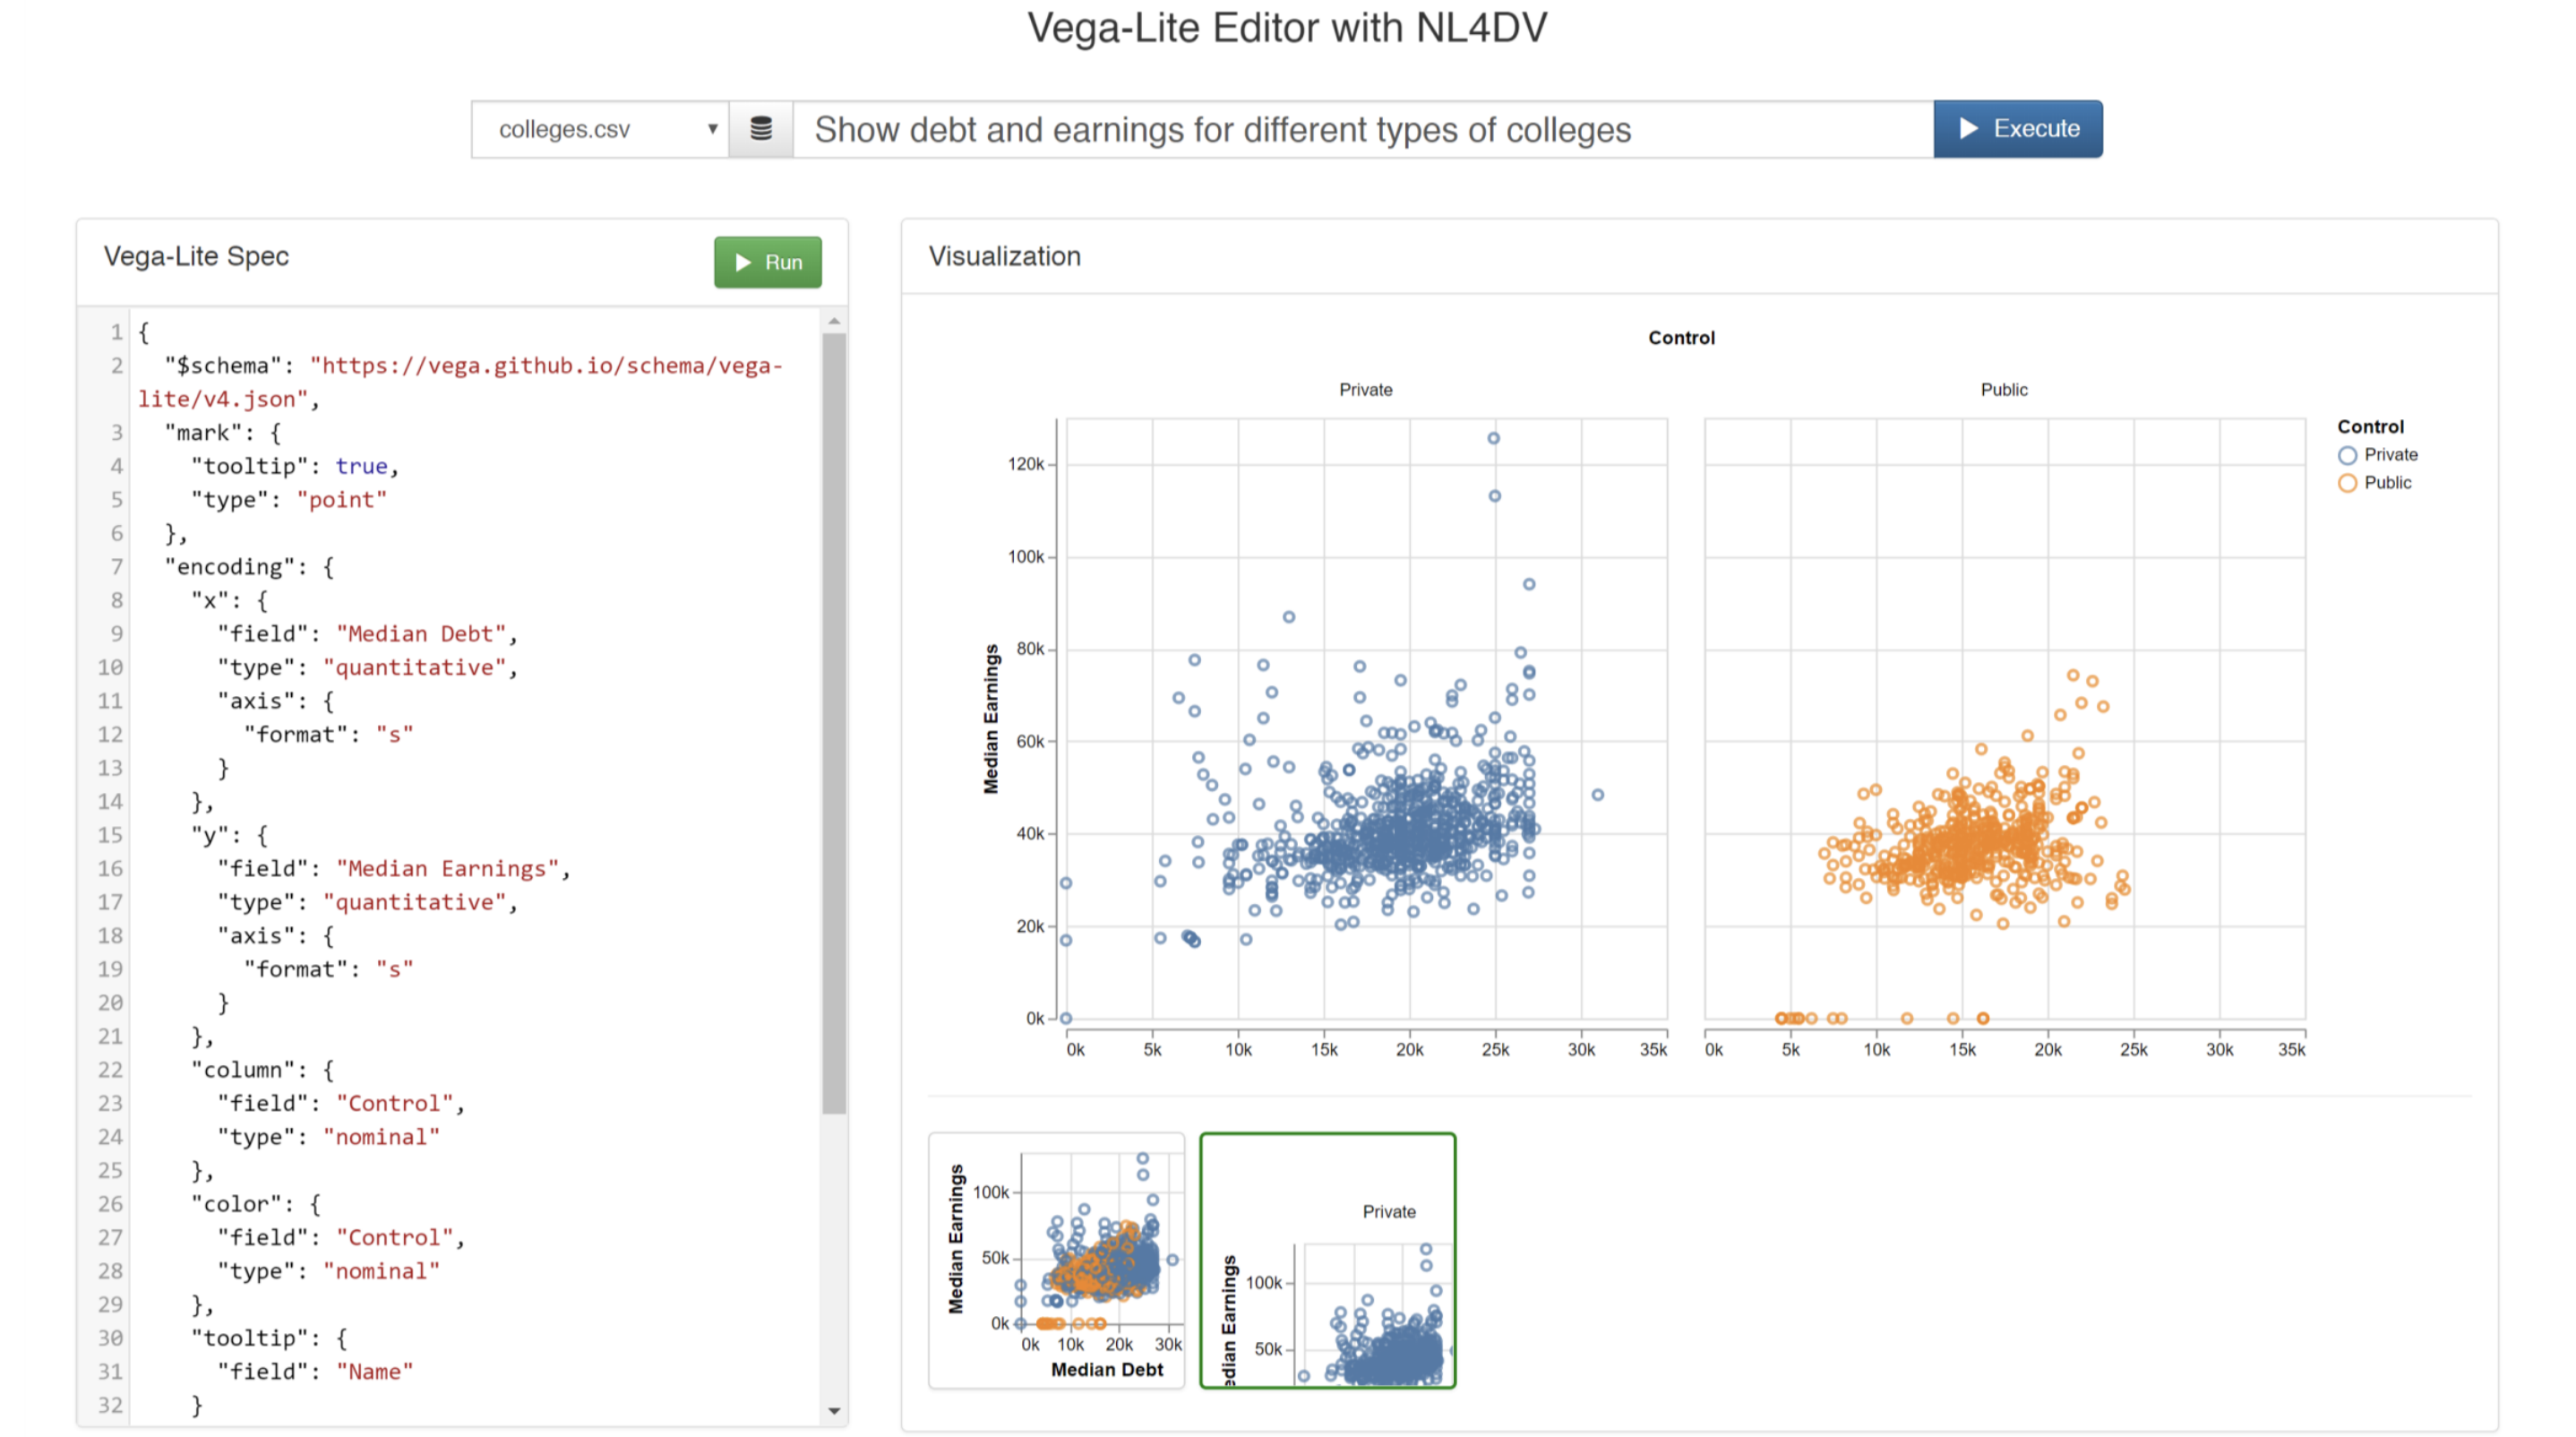 Vega-Lite Editor with NL4DV
colleges.csv
Show debt and earnings for different types of colleges
Execute
Vega-Lite Spec
Run
1 {
2 "$schema": "https://vega.github.io/schema/vega-
lite/v4.json",
3 "mark": {
4 "tooltip": true,
5 "type": "point"
6 },
7 "encoding": {
8 "x": {
9 "field": "Median Debt",
10 "type": "quantitative",
11 "axis": {
12 "format": "s"
13 }
14 },
15 "y": {
16 "field": "Median Earnings",
17 "type": "quantitative",
18 "axis": {
19 "format": "s"
20 }
21 },
22 "column": {
23 "field": "Control",
24 "type": "nominal"
25 },
26 "color": {
27 "field": "Control",
28 "type": "nominal"
29 },
30 "tooltip": {
31 "field": "Name"
32 }
Visualization
Control
Private
Public
Median Earnings
120k
100k
80k
60k
40k
20k
0k
0k 5k 10k 15k 20k 25k 30k 35k
0k 5k 10k 15k 20k 25k 30k 35k
Control
Private
Public
Median Earnings
100k
50k
0k
0k 10k 20k 30k
Median Debt
Private
edian Earnings
100k
50k